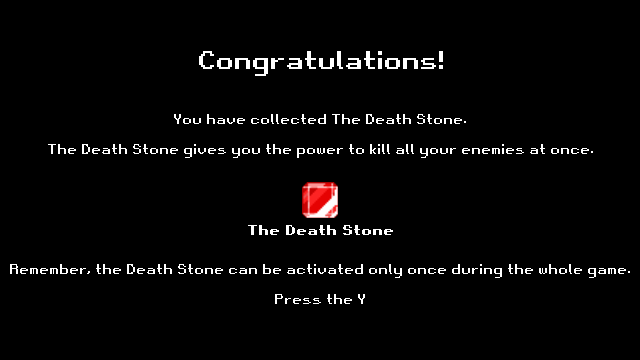 Congratulations!
You have collected The Death Stone.
The Death Stone gives you the power to kill all your enemies at once.
The Death Stone
Remember, the Death Stone can be activated only once during the whole game.
Press the Y